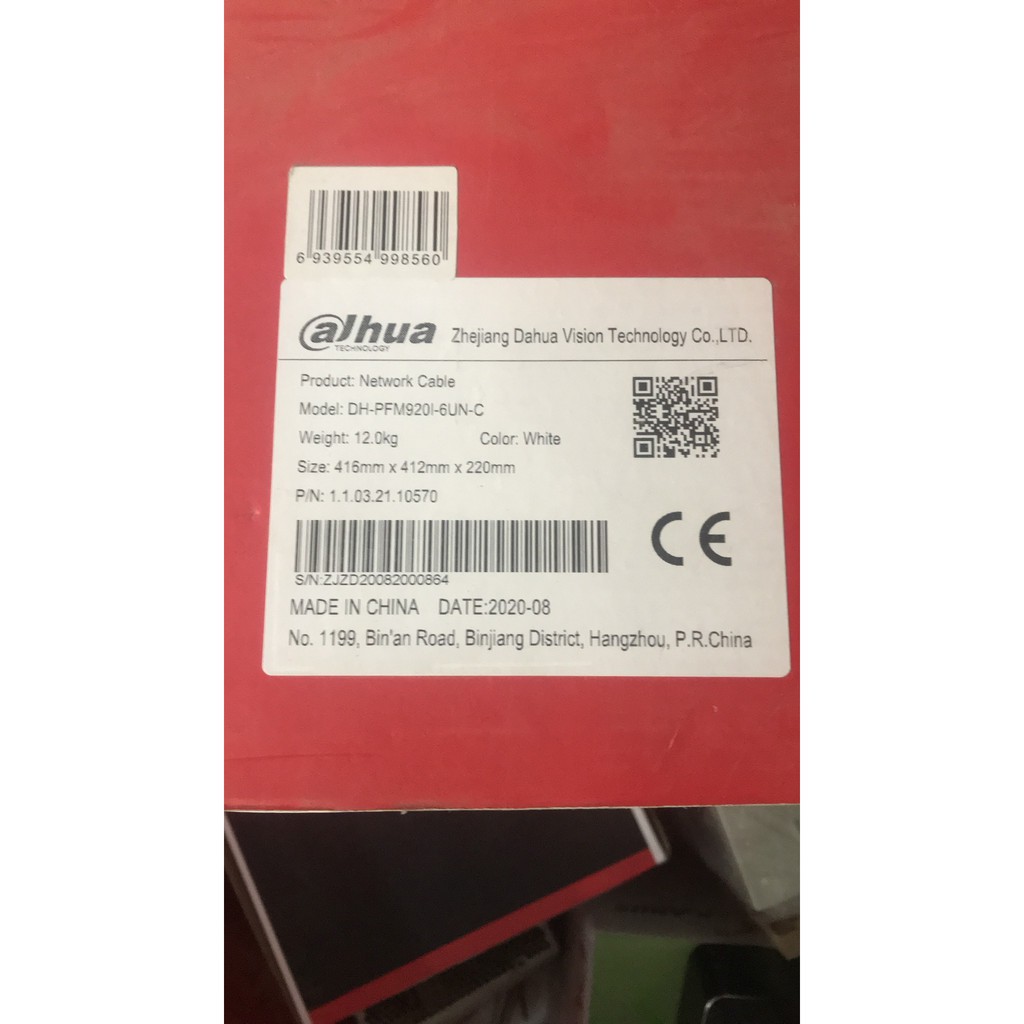 6 939554 998560
alhua
TECHNOLOGY
Zhejiang Dahua Vision Technology Co.,LTD.
Product: Network Cable
Model: DH-PFM920I-6UN-C
Weight: 12.0kg Color: White
Size: 416mm x 412mm x 220mm
P/N: 1.1.03.21.10570
CE
S/N:ZJZD20082000864
MADE IN CHINA DATE:2020-08
No. 1199, Bin'an Road, Binjiang District, Hangzhou, P.R.China